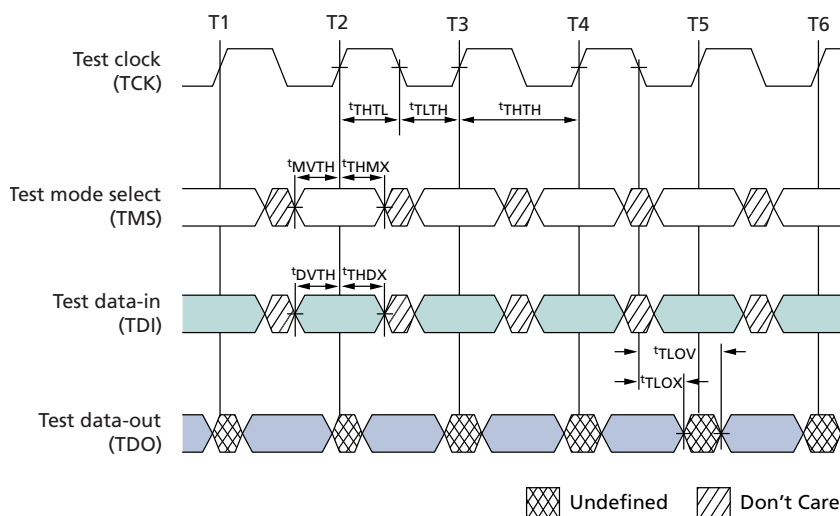 T1 T2 T3 T4 T5 T6
Test clock
(TCK)
tTHTL tTLTH tTHTH
tMVTH tTHMX
Test mode select
(TMS)
tDVTH tTHDX
Test data-in
(TDI)
tTLOV
tTLOX
Test data-out
(TDO)
Undefined Don't Care